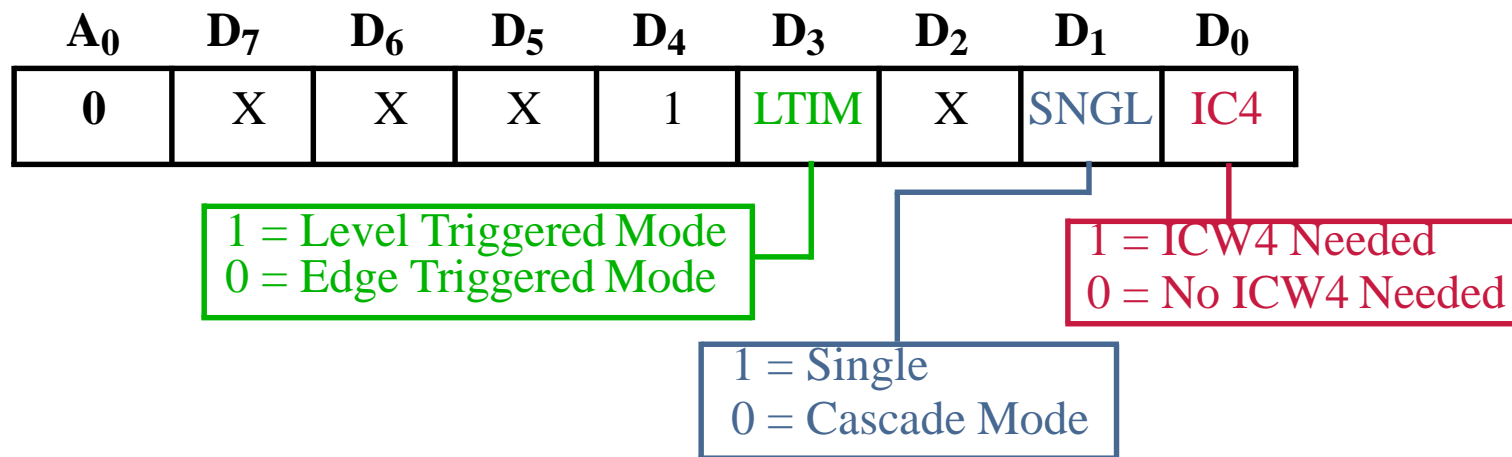 A0 D7 D6 D5 D4 D3 D2 D1 D0
0 X X X 1 LTIM X SNGL IC4
1 = Level Triggered Mode
0 = Edge Triggered Mode
1 = ICW4 Needed
0 = No ICW4 Needed
1 = Single
0 = Cascade Mode